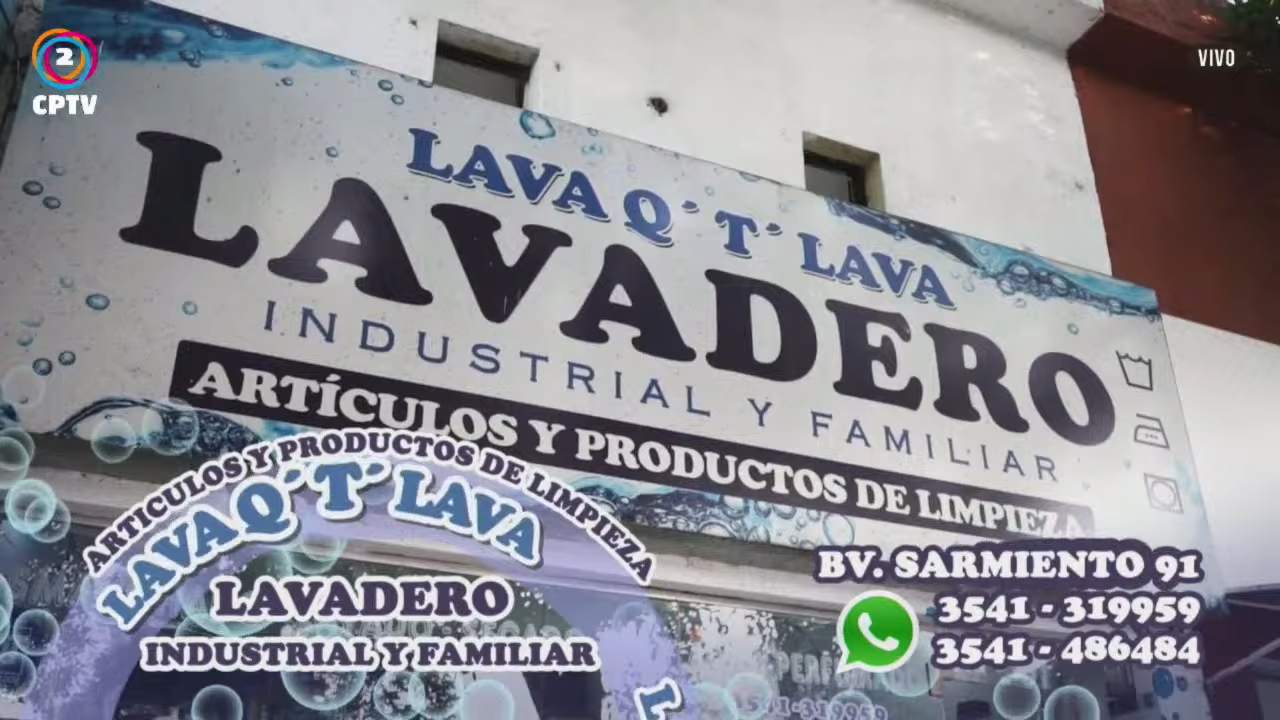 2
CPTV
VIVO
LAVA Q´ T´ LAVA
LAVADERO
INDUSTRIAL Y FAMILIAR
ARTÍCULOS Y PRODUCTOS DE LIMPIEZA
ARTICULOS Y PRODUCTOS DE LIMPIEZA
LAVA Q´ T´ LAVA
LAVADERO
INDUSTRIAL Y FAMILIAR
BV. SARMIENTO 91
3541 - 319959
3541 - 486484